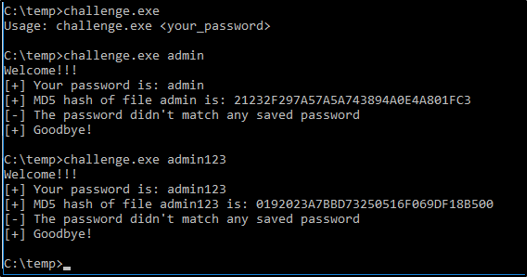 C:\temp>challenge.exe
Usage: challenge.exe <your_password>
C:\temp>challenge.exe admin
Welcome!!!
[+] Your password is: admin
[+] MD5 hash of file admin is: 21232F297A57A5A743894A0E4A801FC3
[-] The password didn't match any saved password
[+] Goodbye!
C:\temp>challenge.exe admin123
Welcome!!!
[+] Your password is: admin123
[+] MD5 hash of file admin123 is: 0192023A7BBD73250516F069DF18B500
[-] The password didn't match any saved password
[+] Goodbye!
C:\temp>_